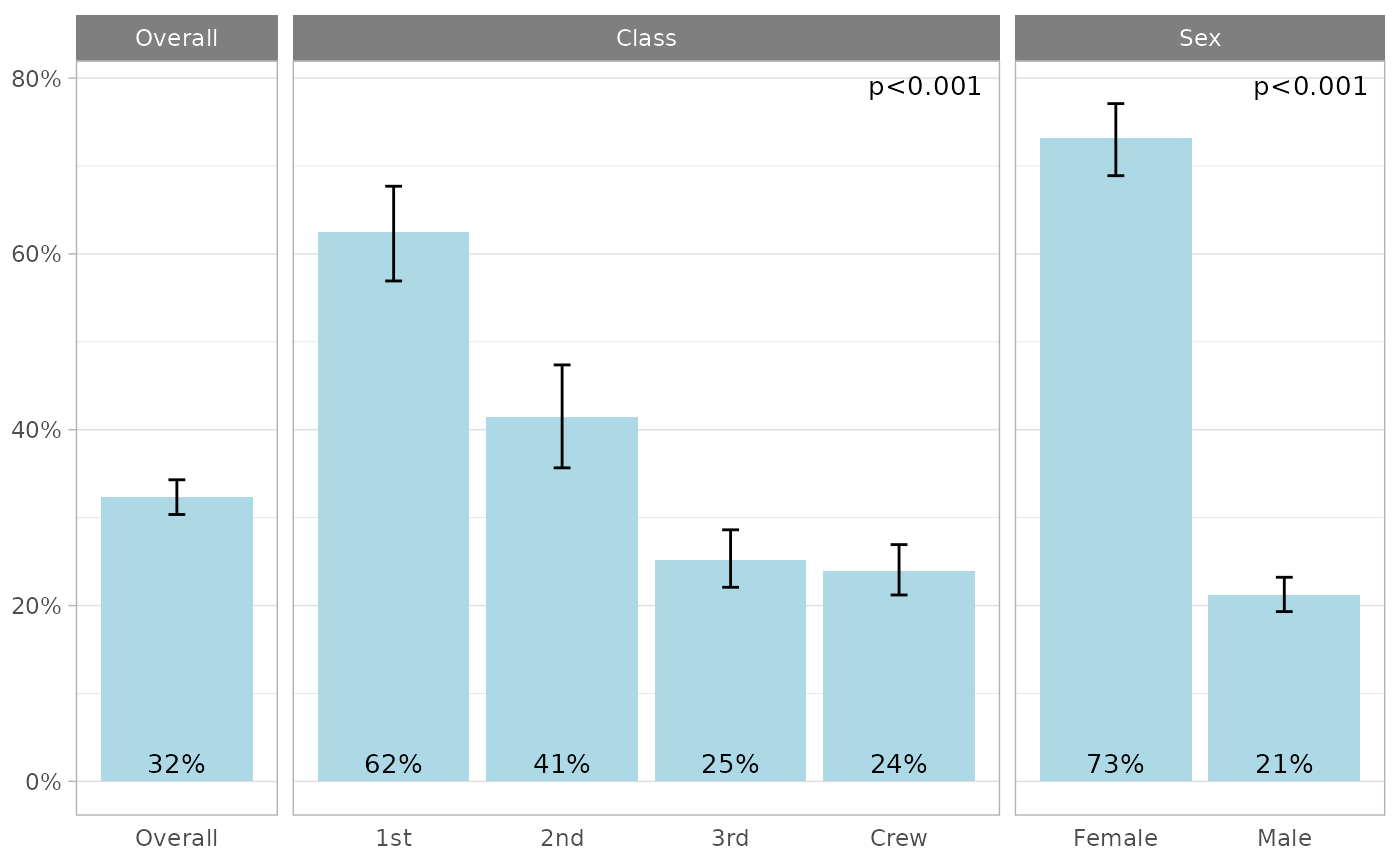 Overall Class Sex
80%
60%
40%
20%
0%
p<0.001 p<0.001
32% 62% 41% 25% 24% 73% 21%
Overall 1st 2nd 3rd Crew Female Male